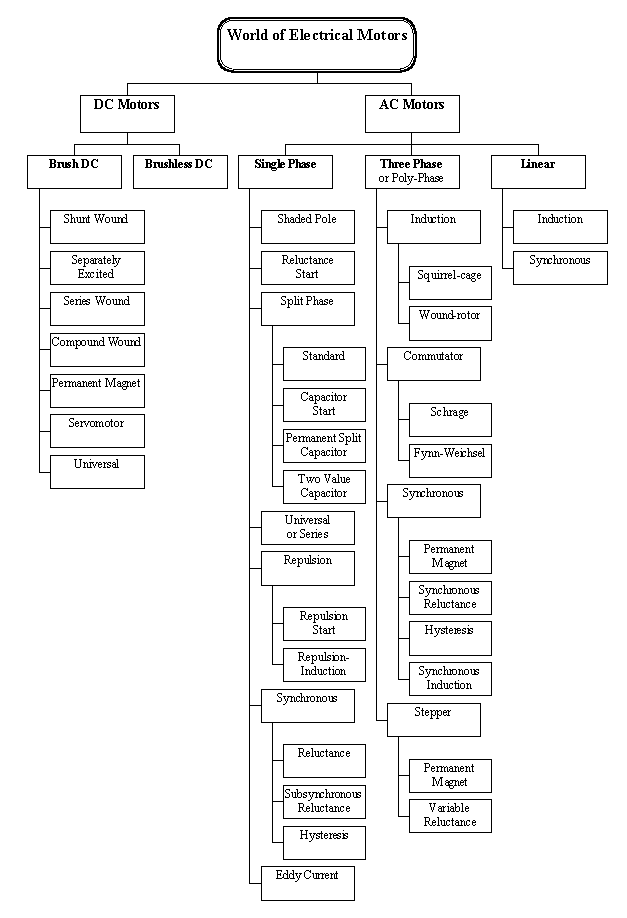 World of Electrical Motors
DC Motors
AC Motors
Brush DC
Brushless DC
Single Phase
Three Phase
or Poly-Phase
Linear
Shunt Wound
Separately
Excited
Series Wound
Compound Wound
Permanent Magnet
Servomotor
Universal
Shaded Pole
Reluctance
Start
Split Phase
Standard
Capacitor
Start
Permanent Split
Capacitor
Two Value
Capacitor
Universal
or Series
Repulsion
Repulsion
Start
Repulsion-
Induction
Synchronous
Reluctance
Subsynchronous
Reluctance
Hysteresis
Eddy Current
Induction
Squirrel-cage
Wound-rotor
Commutator
Schrage
Fynn-Weichsel
Synchronous
Permanent
Magnet
Synchronous
Reluctance
Hysteresis
Synchronous
Induction
Stepper
Permanent
Magnet
Variable
Reluctance
Induction
Synchronous